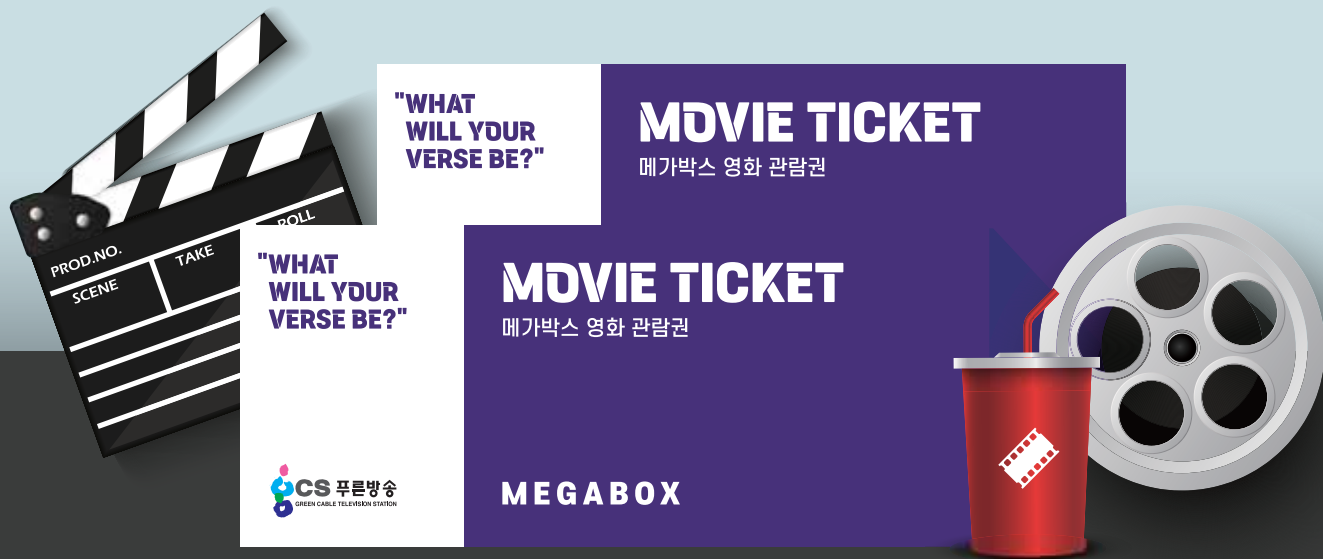 "WHAT
WILL YOUR
VERSE BE?"
MOVIE TICKET
메가박스 영화 관람권
PROD.NO.
SCENE
TAKE
ROLL
"WHAT
WILL YOUR
VERSE BE?"
MOVIE TICKET
메가박스 영화 관람권
CS 푸른방송
GREEN CABLE TELEVISION STATION
MEGABOX